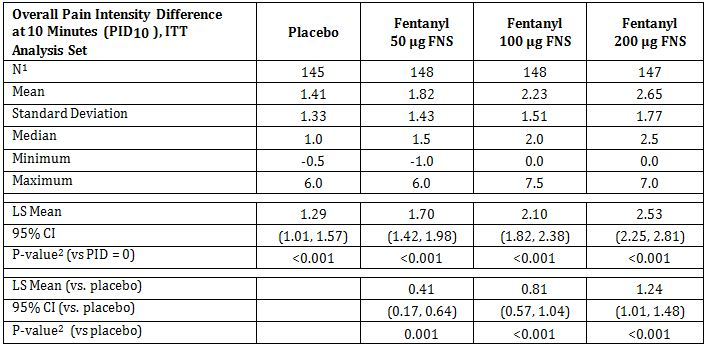 Overall Pain Intensity Difference at 10 Minutes (PID10), ITT Analysis Set Placebo Fentanyl 50 µg FNS Fentanyl 100 µg FNS Fentanyl 200 µg FNS
N1 145 148 148 147
Mean 1.41 1.82 2.23 2.65
Standard Deviation 1.33 1.43 1.51 1.77
Median 1.0 1.5 2.0 2.5
Minimum -0.5 -1.0 0.0 0.0
Maximum 6.0 6.0 7.5 7.0
LS Mean 1.29 1.70 2.10 2.53
95% CI (1.01, 1.57) (1.42, 1.98) (1.82, 2.38) (2.25, 2.81)
P-value2 (vs PID = 0) <0.001 <0.001 <0.001 <0.001
LS Mean (vs. placebo) 0.41 0.81 1.24
95% CI (vs. placebo) (0.17, 0.64) (0.57, 1.04) (1.01, 1.48)
P-value2 (vs placebo) 0.001 <0.001 <0.001